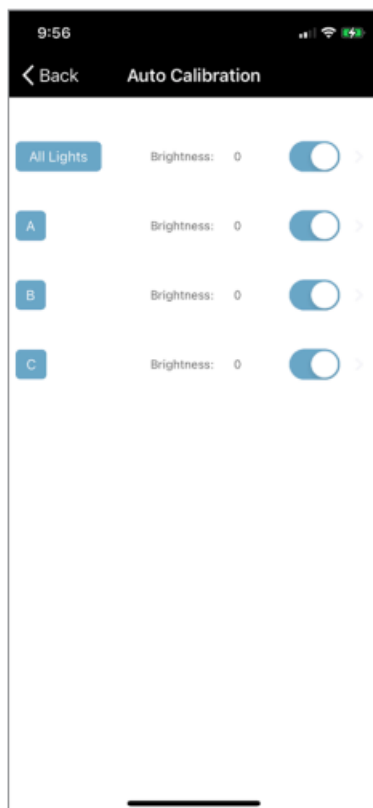 9:56
Back Auto Calibration
All Lights Brightness: 0
A Brightness: 0
B Brightness: 0
C Brightness: 0